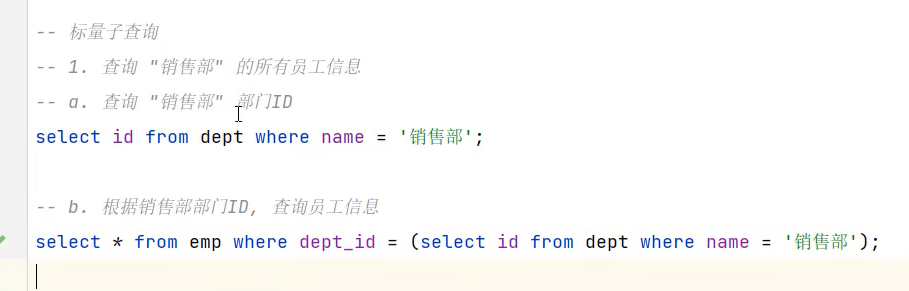 -- 标量子查询
-- 1. 查询 "销售部" 的所有员工信息
-- a. 查询 "销售部" 部门ID
select id from dept where name = '销售部';
-- b. 根据销售部部门ID, 查询员工信息
select * from emp where dept_id = (select id from dept where name = '销售部');